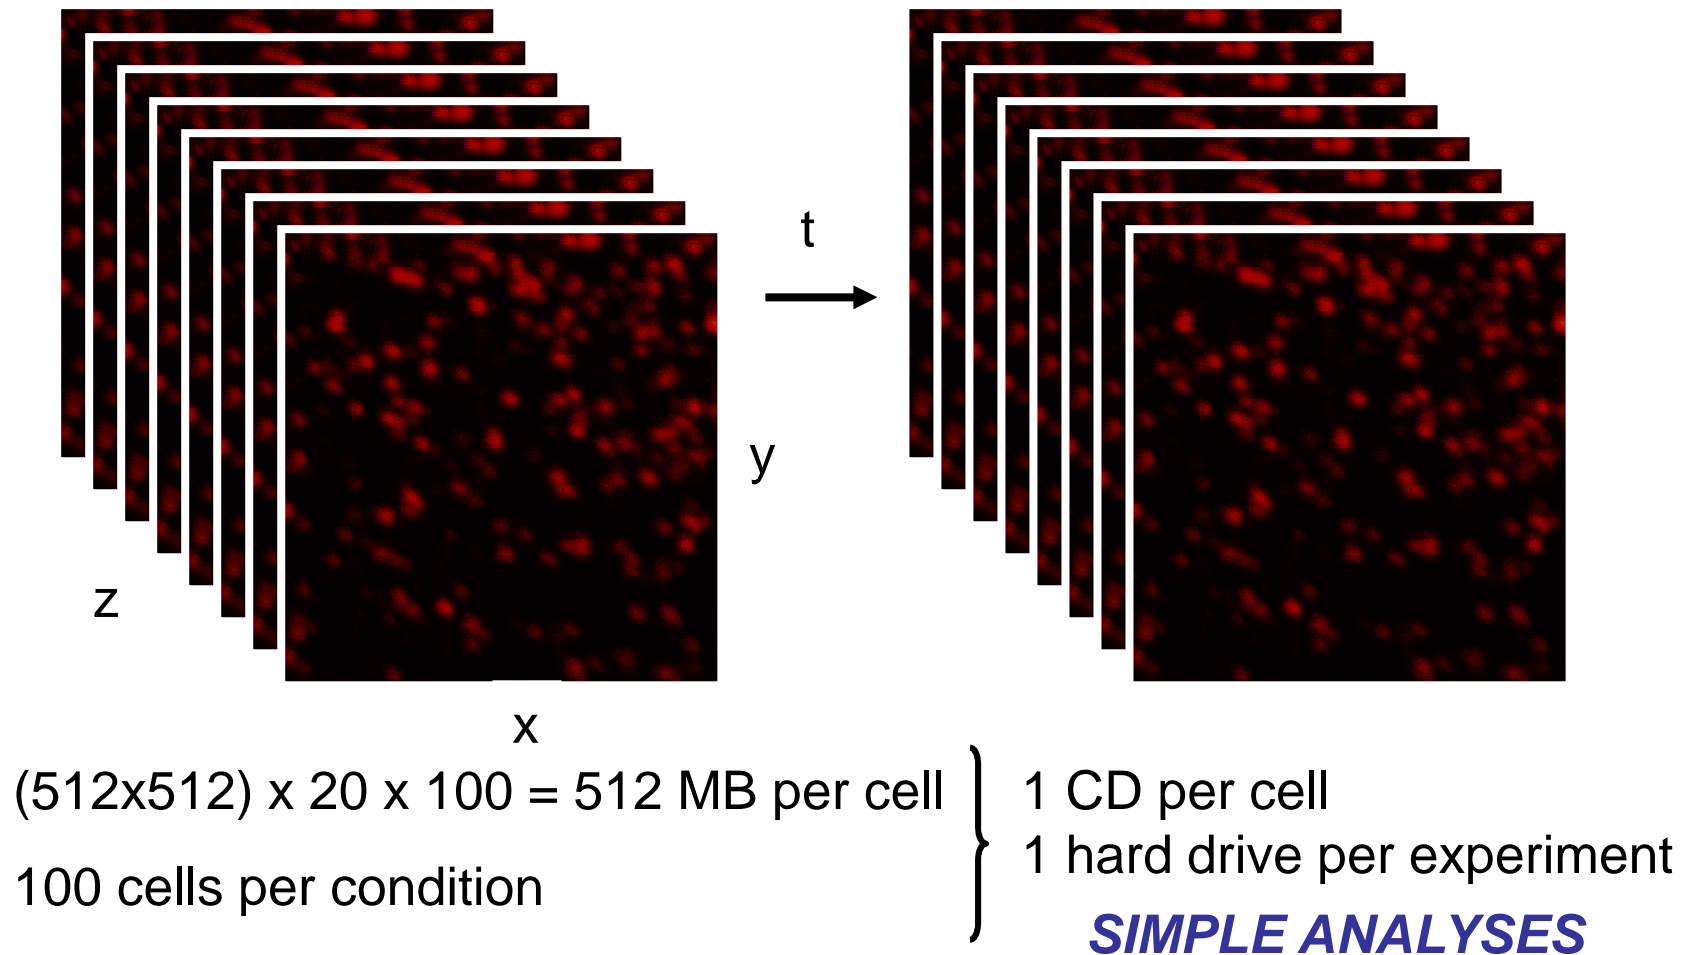 t
y
z
x
(512x512) x 20 x 100 = 512 MB per cell
100 cells per condition
1 CD per cell
1 hard drive per experiment
SIMPLE ANALYSES